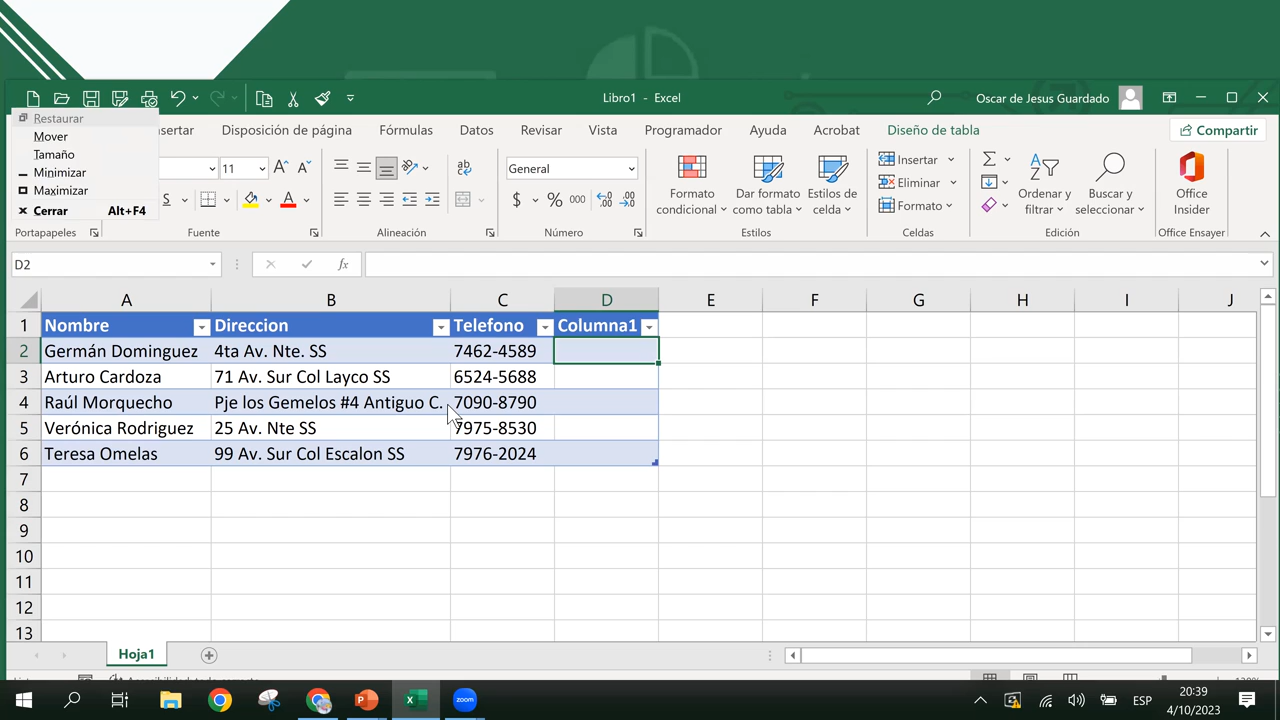 Libro1 - Excel
Oscar de Jesus Guardado
Restaurar
Mover
Tamaño
Minimizar
Maximizar
Cerrar Alt+F4
Disposición de página Fórmulas Datos Revisar Vista Programador Ayuda Acrobat Diseño de tabla Compartir
11 General
Formato condicional
Dar formato como tabla
Estilos de celda
Insertar
Eliminar
Formato
Ordenar y filtrar
Buscar y seleccionar
Office Insider
Portapapeles Fuente Alineación Número Estilos Celdas Edición Office Ensayer
D2 fx
A B C D E F G H I J
1 Nombre Direccion Telefono Columna1
2 Germán Dominguez 4ta Av. Nte. SS 7462-4589
3 Arturo Cardoza 71 Av. Sur Col Layco SS 6524-5688
4 Raúl Morquecho Pje los Gemelos #4 Antiguo C. 7090-8790
5 Verónica Rodriguez 25 Av. Nte SS 7975-8530
6 Teresa Omelas 99 Av. Sur Col Escalon SS 7976-2024
7
8
9
10
11
12
13
Hoja1
zoom
ESP
20:39
4/10/2023